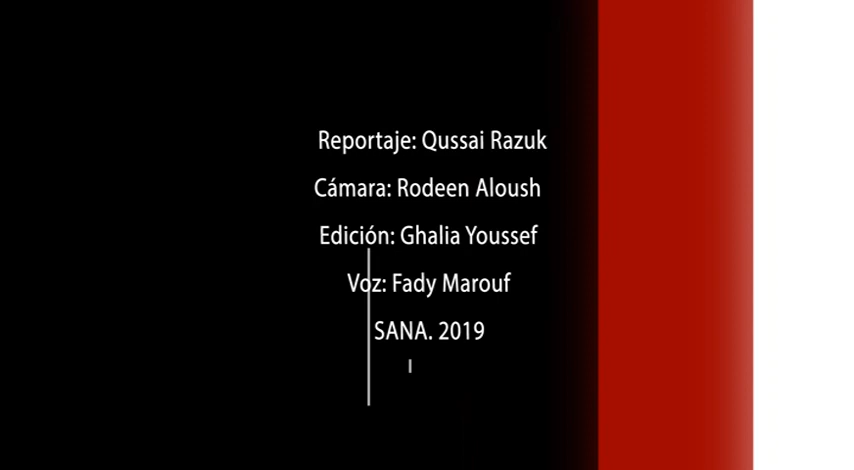 Reportaje: Qussai Razuk
Cámara: Rodeen Aloush
Edición: Ghalia Youssef
Voz: Fady Marouf
SANA. 2019